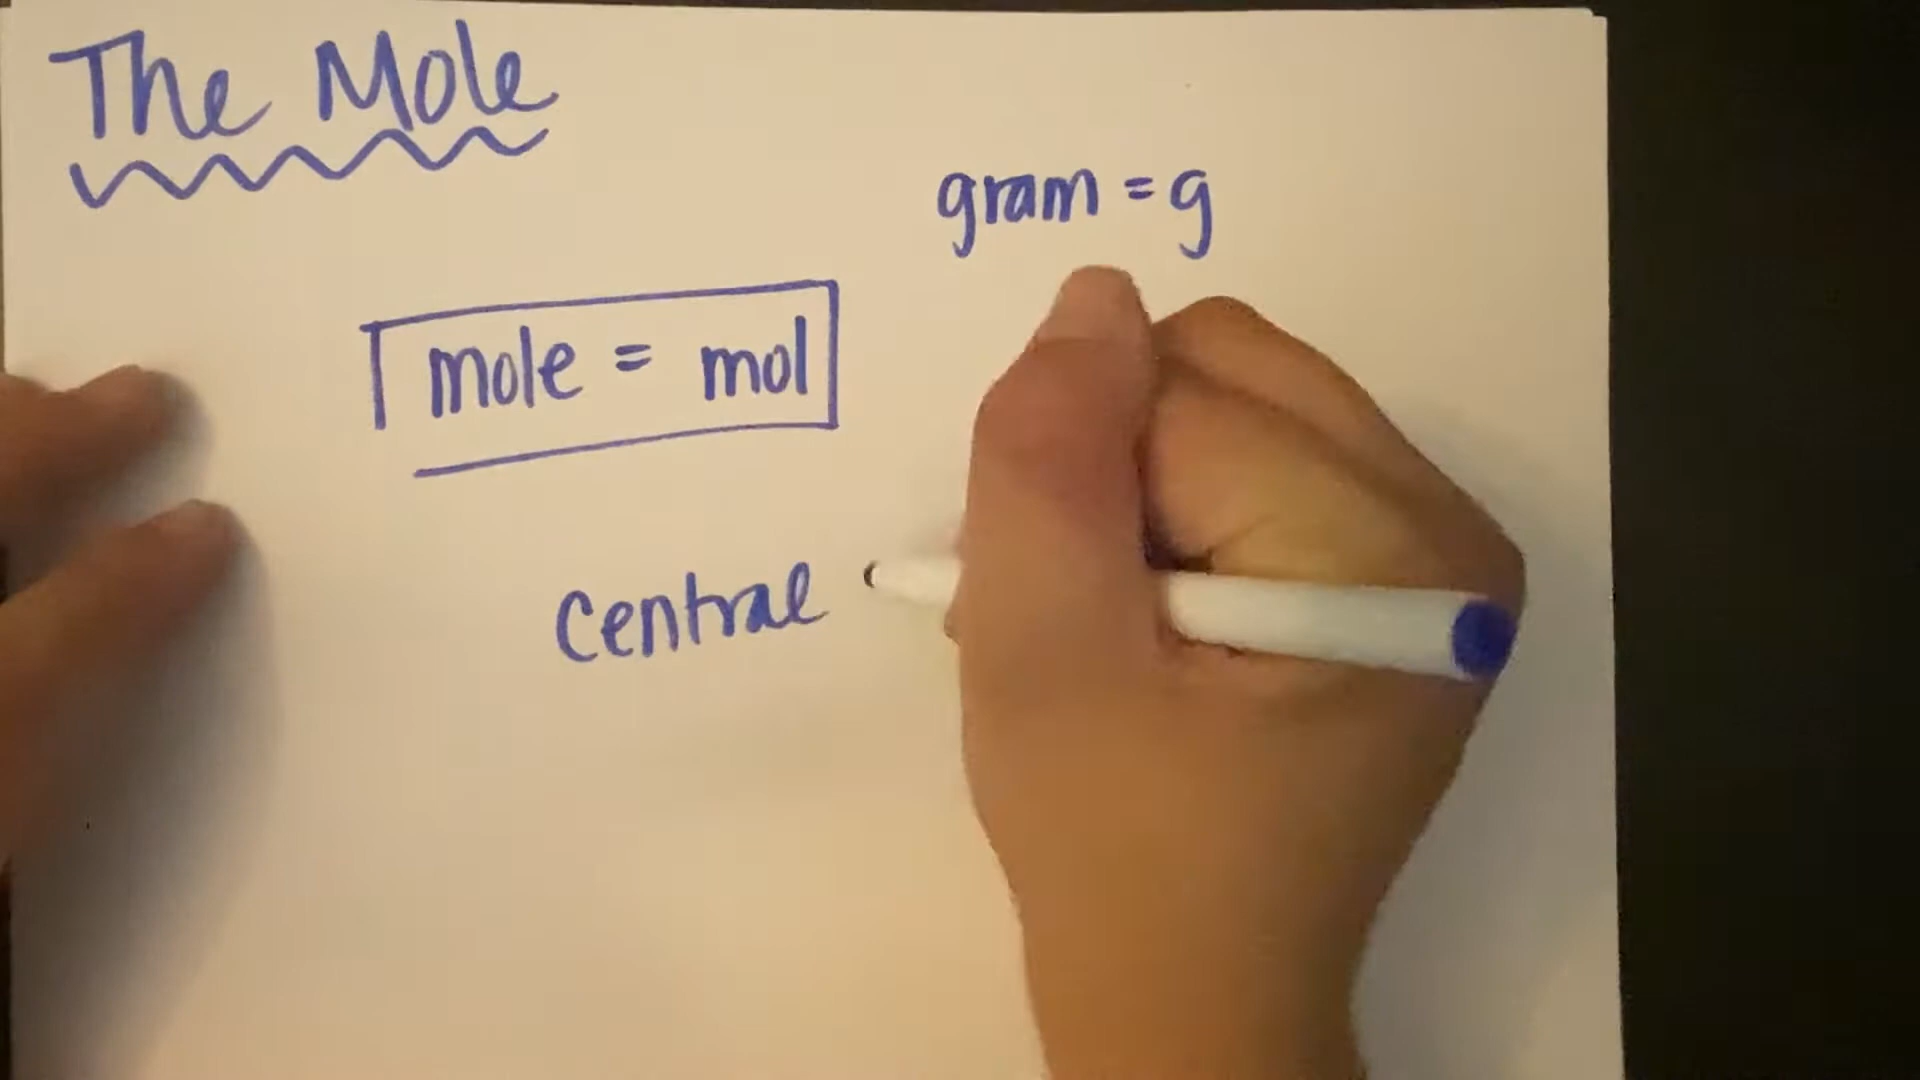 The Mole
gram = g
mole = mol
central